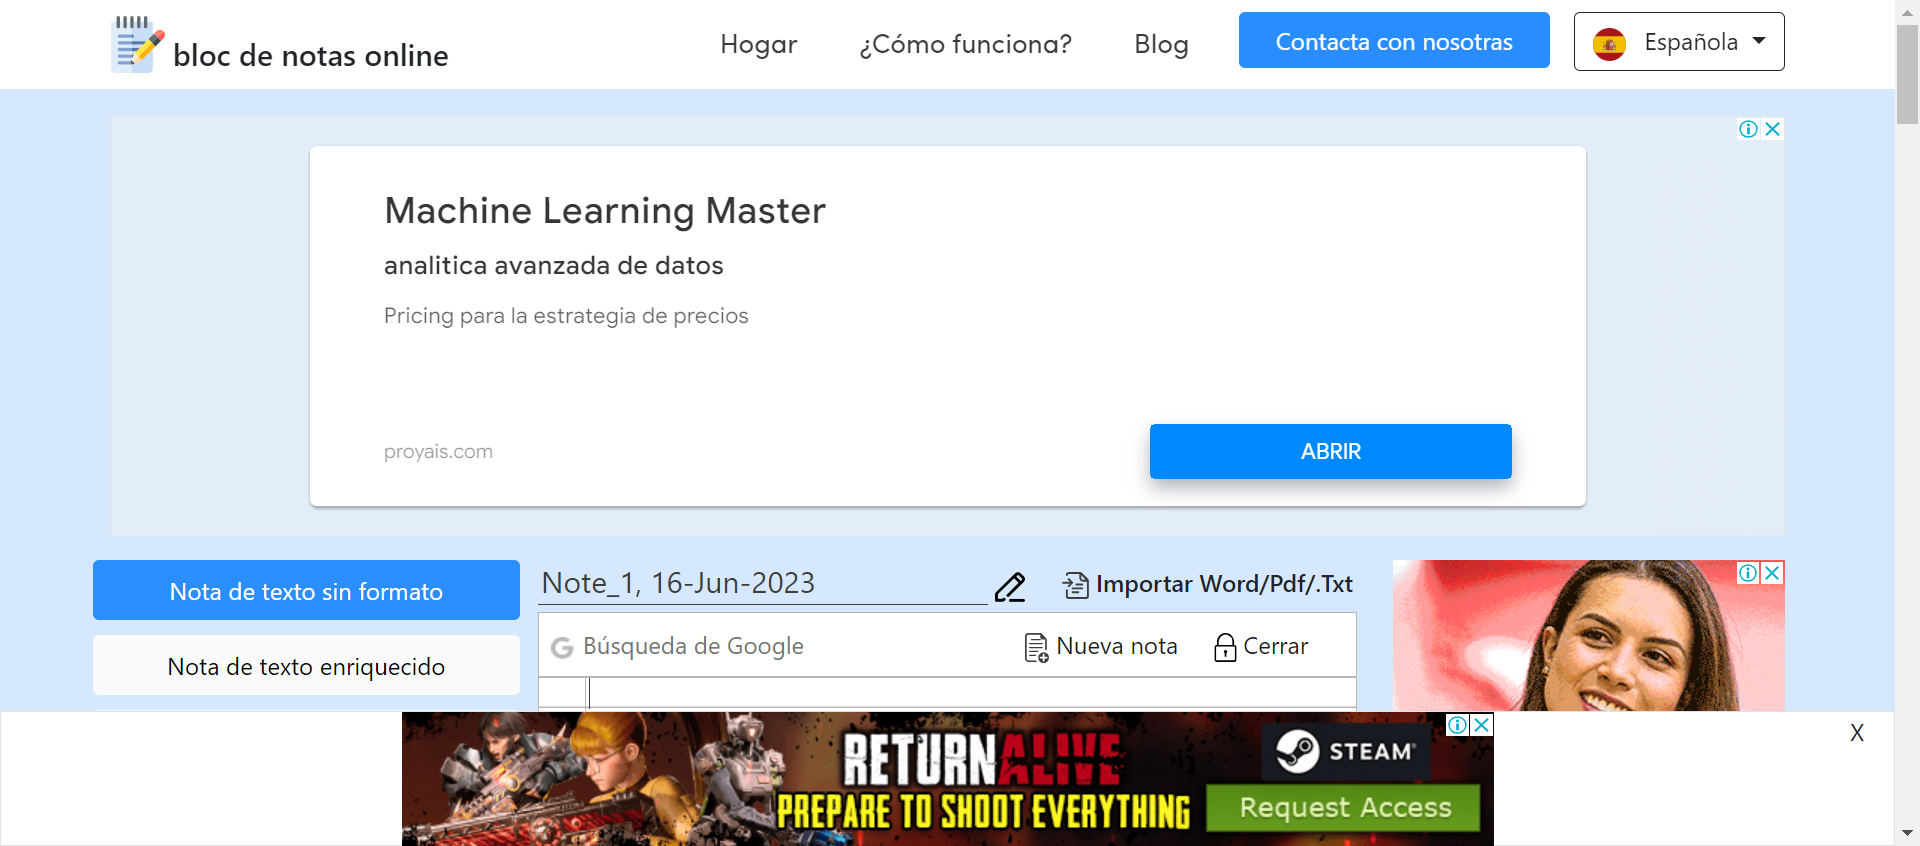 bloc de notas online
Hogar
¿Cómo funciona?
Blog
Contacta con nosotras
Española
Machine Learning Master
analitica avanzada de datos
Pricing para la estrategia de precios
proyais.com
ABRIR
Nota de texto sin formato
Nota de texto enriquecido
Note_1, 16-Jun-2023
Importar Word/Pdf/.Txt
G Búsqueda de Google
Nueva nota
Cerrar
RETURNALIVE
PREPARE TO SHOOT EVERYTHING
STEAM
Request Access
X